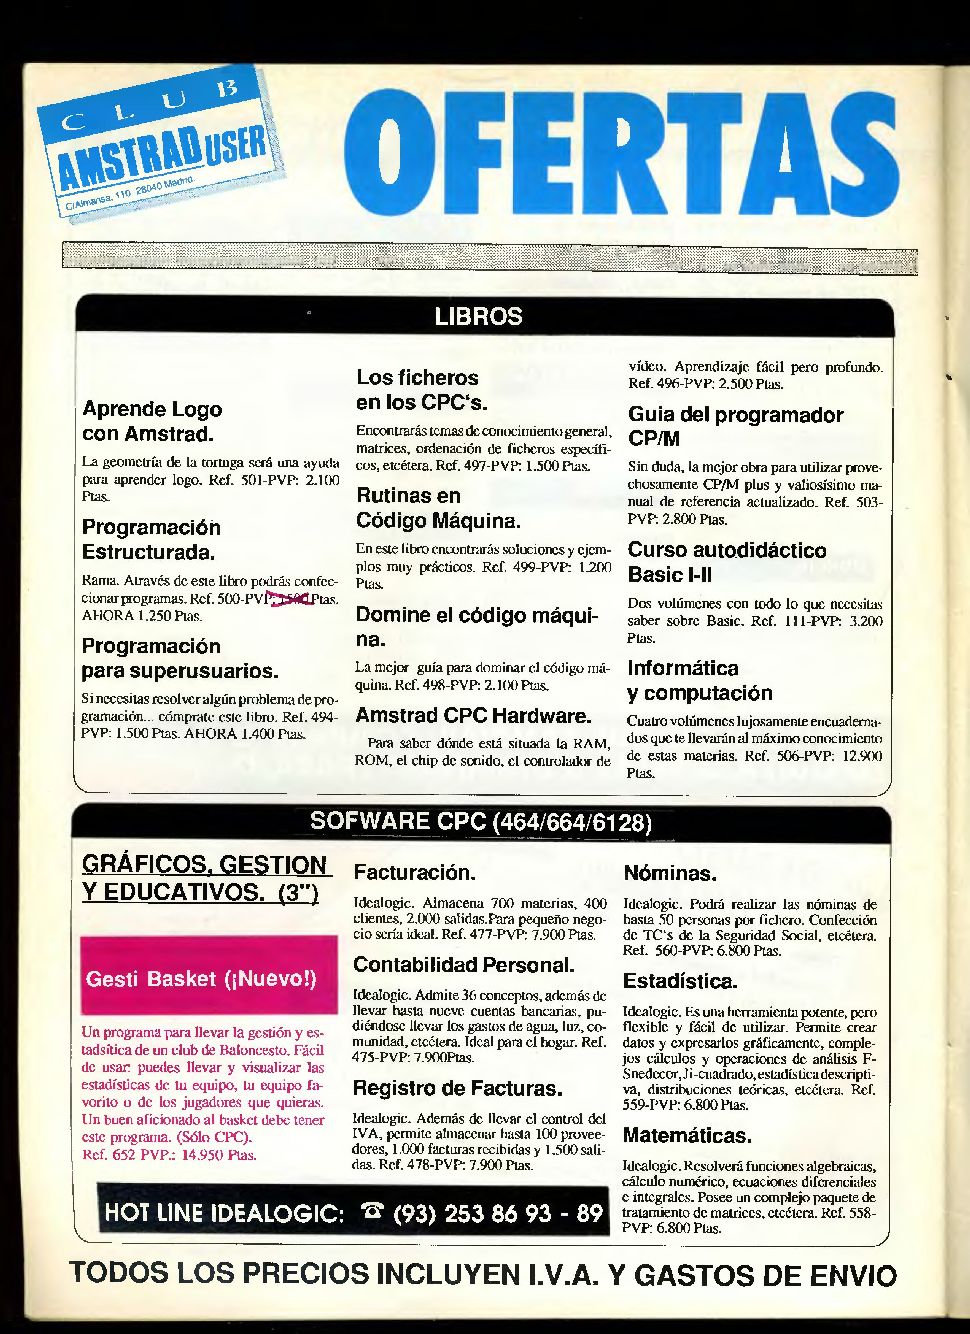 CLUB
AMSTRAD USER
C/Almansa, 110 28040 Madrid
OFERTAS
LIBROS
Aprende Logo
con Amstrad.
La geometría de la tortuga será una ayuda
para aprender logo. Ref. 501-PVP: 2.100
Ptas.
Programación
Estructurada.
Rama. Através de este libro podrás confec-
cionar programas. Ref. 500-PVP: 1.500 Ptas.
AHORA 1.250 Ptas.
Programación
para superusuarios.
Si necesitas resolver algún problema de pro-
gramación... cómprate este libro. Ref. 494-
PVP: 1.500 Ptas. AHORA 1.400 Ptas.
Los ficheros
en los CPC's.
Encontrarás temas de conocimiento general,
matrices, ordenación de ficheros específi-
cos, etcétera. Ref. 497-PVP: 1.500 Ptas.
Rutinas en
Código Máquina.
En este libro encontrarás soluciones y ejem-
plos muy prácticos. Ref. 499-PVP: 1.200
Ptas.
Domine el código máqui-
na.
La mejor guía para dominar el código má-
quina. Ref. 498-PVP: 2.100 Ptas.
Amstrad CPC Hardware.
Para saber dónde está situada la RAM,
ROM, el chip de sonido, el controlador de
vídeo. Aprendizaje fácil pero profundo.
Ref. 496-PVP: 2.500 Ptas.
Guia del programador
CP/M
Sin duda, la mejor obra para utilizar prove-
chosamente CP/M plus y valiosísimo ma-
nual de referencia actualizado. Ref. 503-
PVP: 2.800 Ptas.
Curso autodidáctico
Basic I-II
Dos volúmenes con todo lo que necesitas
saber sobre Basic. Ref. 111-PVP: 3.200
Ptas.
Informática
y computación
Cuatro volúmenes lujosamente encuaderna-
dos que te llevarán al máximo conocimiento
de estas materias. Ref. 506-PVP: 12.900
Ptas.
SOFWARE CPC (464/664/6128)
GRÁFICOS, GESTION
Y EDUCATIVOS. (3")
Gesti Basket (¡Nuevo!)
Un programa para llevar la gestión y es-
tadsítica de un club de Baloncesto. Fácil
de usar: puedes llevar y visualizar las
estadísticas de tu equipo, tu equipo fa-
vorito o de los jugadores que quieras.
Un buen aficionado al basket debe tener
este programa. (Sólo CPC).
Ref. 652 PVP.: 14.950 Ptas.
Facturación.
Idealogic. Almacena 700 materias, 400
clientes, 2.000 salidas.Para pequeño nego-
cio sería ideal. Ref. 477-PVP: 7.900 Ptas.
Contabilidad Personal.
Idealogic. Admite 36 conceptos, además de
llevar hasta nueve cuentas bancarias, pu-
diéndose llevar los gastos de agua, luz, co-
munidad, etcétera. Ideal para el hogar. Ref.
475-PVP: 7.900Ptas.
Registro de Facturas.
Idealogic. Además de llevar el control del
IVA, permite almacenar hasta 100 provee-
dores, 1.000 facturas recibidas y 1.500 sali-
das. Ref. 478-PVP: 7.900 Ptas.
Nóminas.
Idealogic. Podrá realizar las nóminas de
hasta 50 personas por fichero. Confección
de TC's de la Seguridad Social, etcétera.
Ref. 560-PVP: 6.800 Ptas.
Estadística.
Idealogic. Es una herramienta potente, pero
flexible y fácil de utilizar. Permite crear
datos y expresarlos gráficamente, comple-
jos cálculos y operaciones de análisis F-
Snedecor, Ji-cuadrado, estadística descripti-
va, distribuciones teóricas, etcétera. Ref.
559-PVP: 6.800 Ptas.
Matemáticas.
Idealogic. Resolverá funciones algebraicas,
cálculo numérico, ecuaciones diferenciales
e integrales. Posee un complejo paquete de
tratamiento de matrices, etcétera. Ref. 558-
PVP: 6.800 Ptas.
HOT LINE IDEALOGIC: ☎ (93) 253 86 93 - 89
TODOS LOS PRECIOS INCLUYEN I.V.A. Y GASTOS DE ENVIO